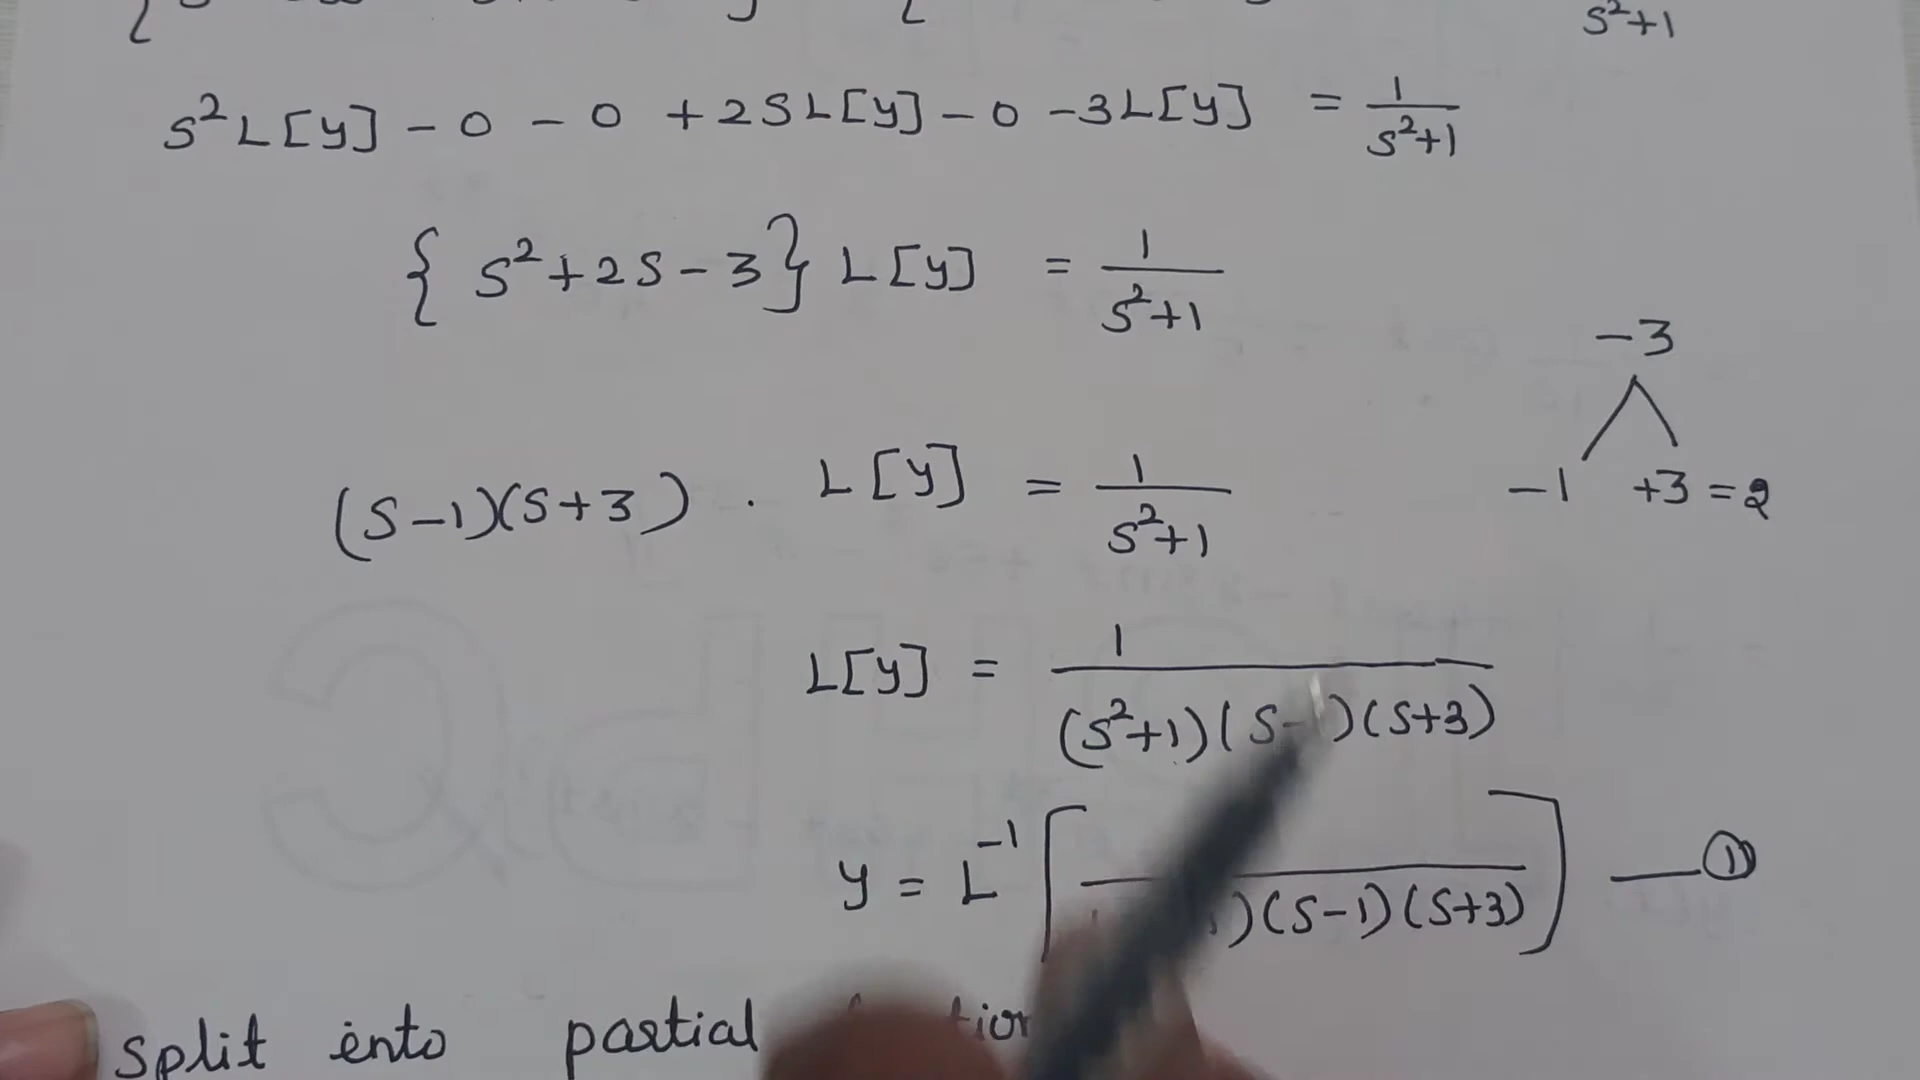 s²+1
s²L[y] - 0 - 0 + 2SL[y] - 0 - 3L[y] = 1/(s²+1)
{ s²+2s-3} L[y] = 1/(s²+1)
-3
(s-1)(s+3) . L[y] = 1/(s²+1)
-1 +3 = 2
L[y] = 1/((s²+1)(s-1)(s+3))
y = L⁻¹ [ )(s-1)(s+3) ] — ①
split into partial